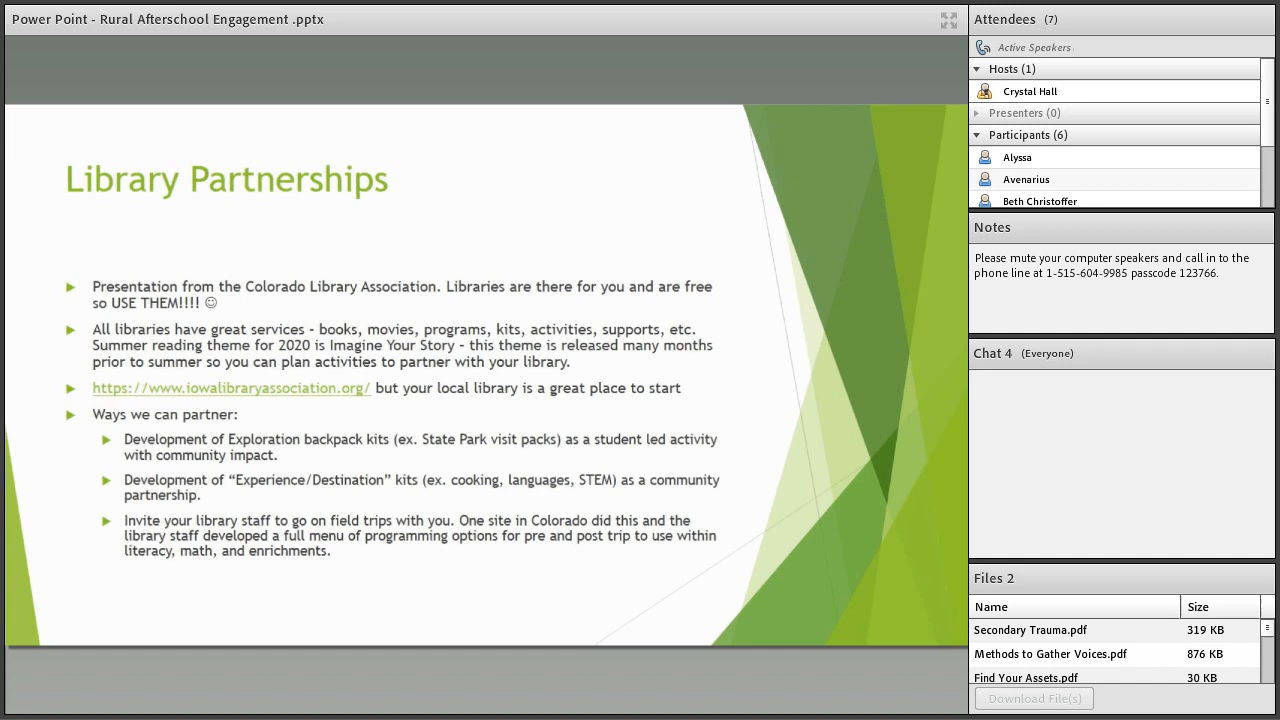 Power Point - Rural Afterschool Engagement .pptx
Library Partnerships
Presentation from the Colorado Library Association. Libraries are there for you and are free
so USE THEM!!!! ☺
All libraries have great services - books, movies, programs, kits, activities, supports, etc.
Summer reading theme for 2020 is Imagine Your Story - this theme is released many months
prior to summer so you can plan activities to partner with your library.
https://www.iowalibraryassociation.org/ but your local library is a great place to start
Ways we can partner:
Development of Exploration backpack kits (ex. State Park visit packs) as a student led activity
with community impact.
Development of “Experience/Destination” kits (ex. cooking, languages, STEM) as a community
partnership.
Invite your library staff to go on field trips with you. One site in Colorado did this and the
library staff developed a full menu of programming options for pre and post trip to use within
literacy, math, and enrichments.
Attendees (7)
Active Speakers
Hosts (1)
Crystal Hall
Presenters (0)
Participants (6)
Alyssa
Avenarius
Beth Christoffer
Notes
Please mute your computer speakers and call in to the
phone line at 1-515-604-9985 passcode 123766.
Chat 4 (Everyone)
Files 2
Name Size
Secondary Trauma.pdf 319 KB
Methods to Gather Voices.pdf 876 KB
Find Your Assets.pdf 30 KB
Download File(s)